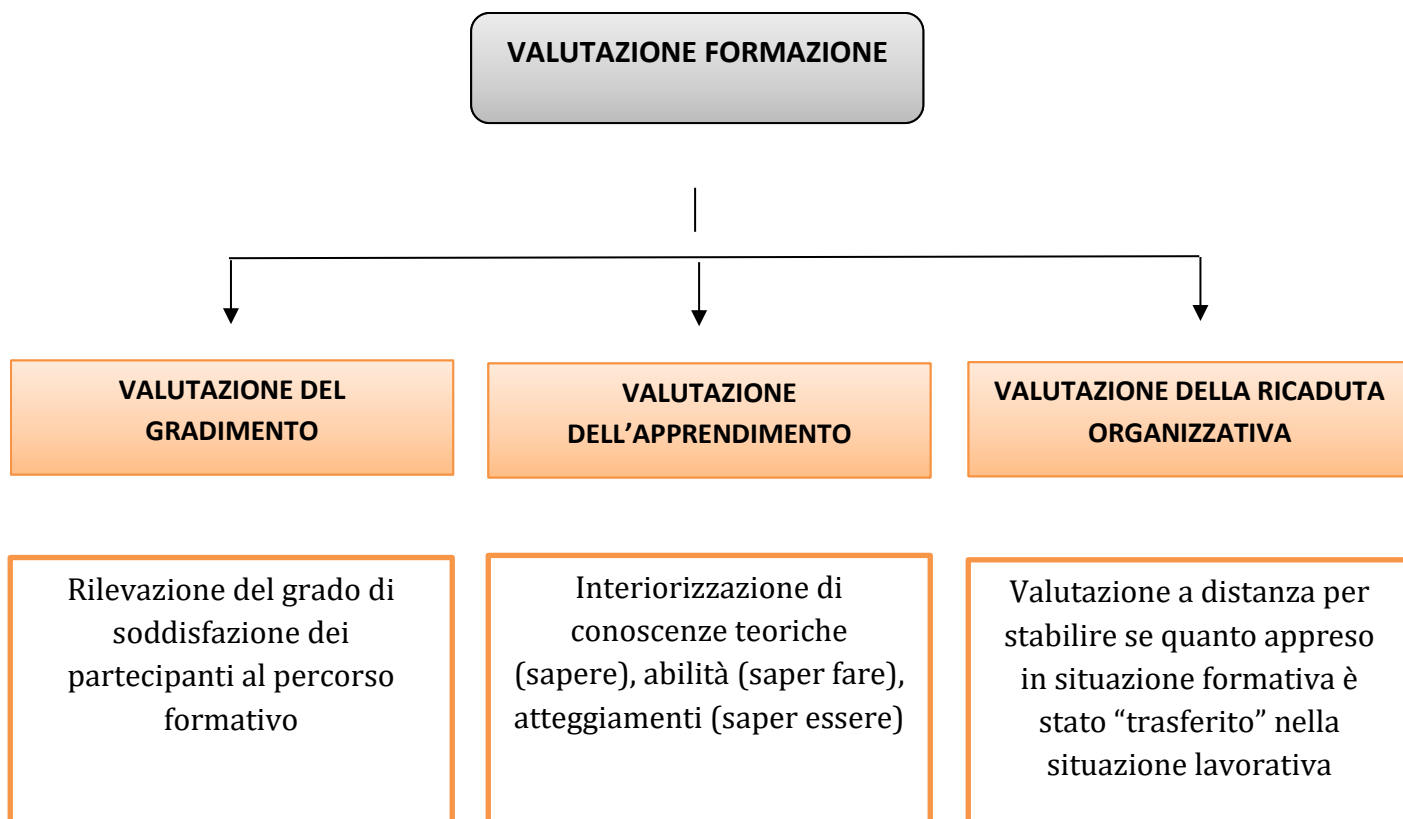 VALUTAZIONE FORMAZIONE
VALUTAZIONE DEL
GRADIMENTO
VALUTAZIONE
DELL’APPRENDIMENTO
VALUTAZIONE DELLA RICADUTA
ORGANIZZATIVA
Rilevazione del grado di
soddisfazione dei
partecipanti al percorso
formativo
Interiorizzazione di
conoscenze teoriche
(sapere), abilità (saper fare),
atteggiamenti (saper essere)
Valutazione a distanza per
stabilire se quanto appreso
in situazione formativa è
stato “trasferito” nella
situazione lavorativa